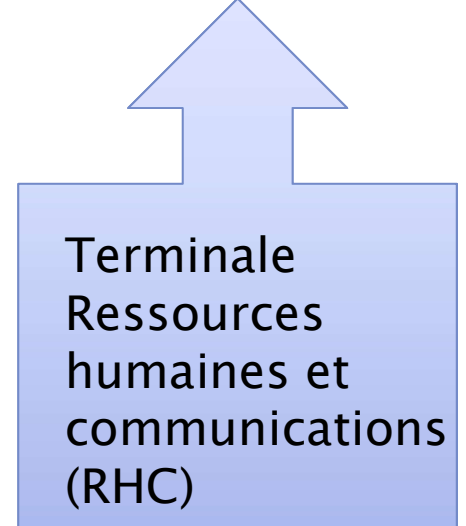 Terminale
Ressources
humaines et
communications
(RHC)